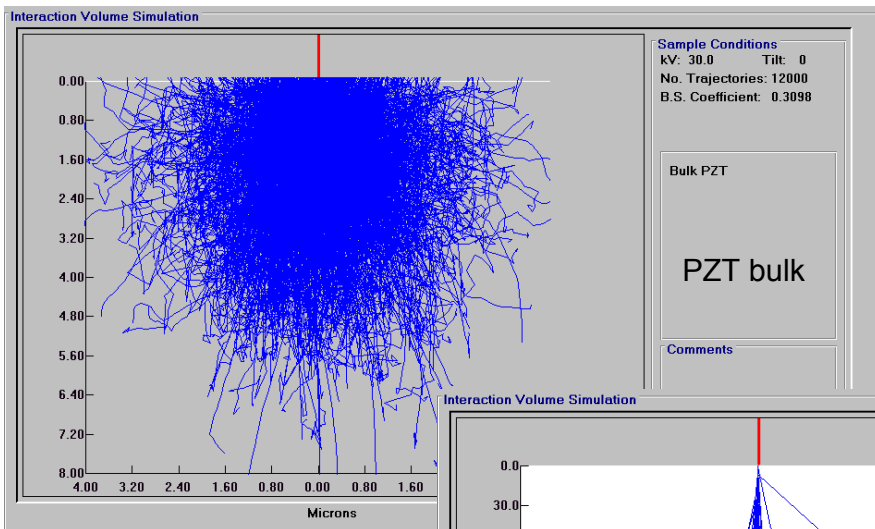 Interaction Volume Simulation
Sample Conditions
kV: 30.0 Tilt: 0
No. Trajectories: 12000
B.S. Coefficient: 0.3098
Bulk PZT
PZT bulk
Comments
0.00
0.80
1.60
2.40
3.20
4.00
4.80
5.60
6.40
7.20
8.00
4.00 3.20 2.40 1.60 0.80 0.00 0.80 1.60
Microns
Interaction Volume Simulation
0.0
30.0